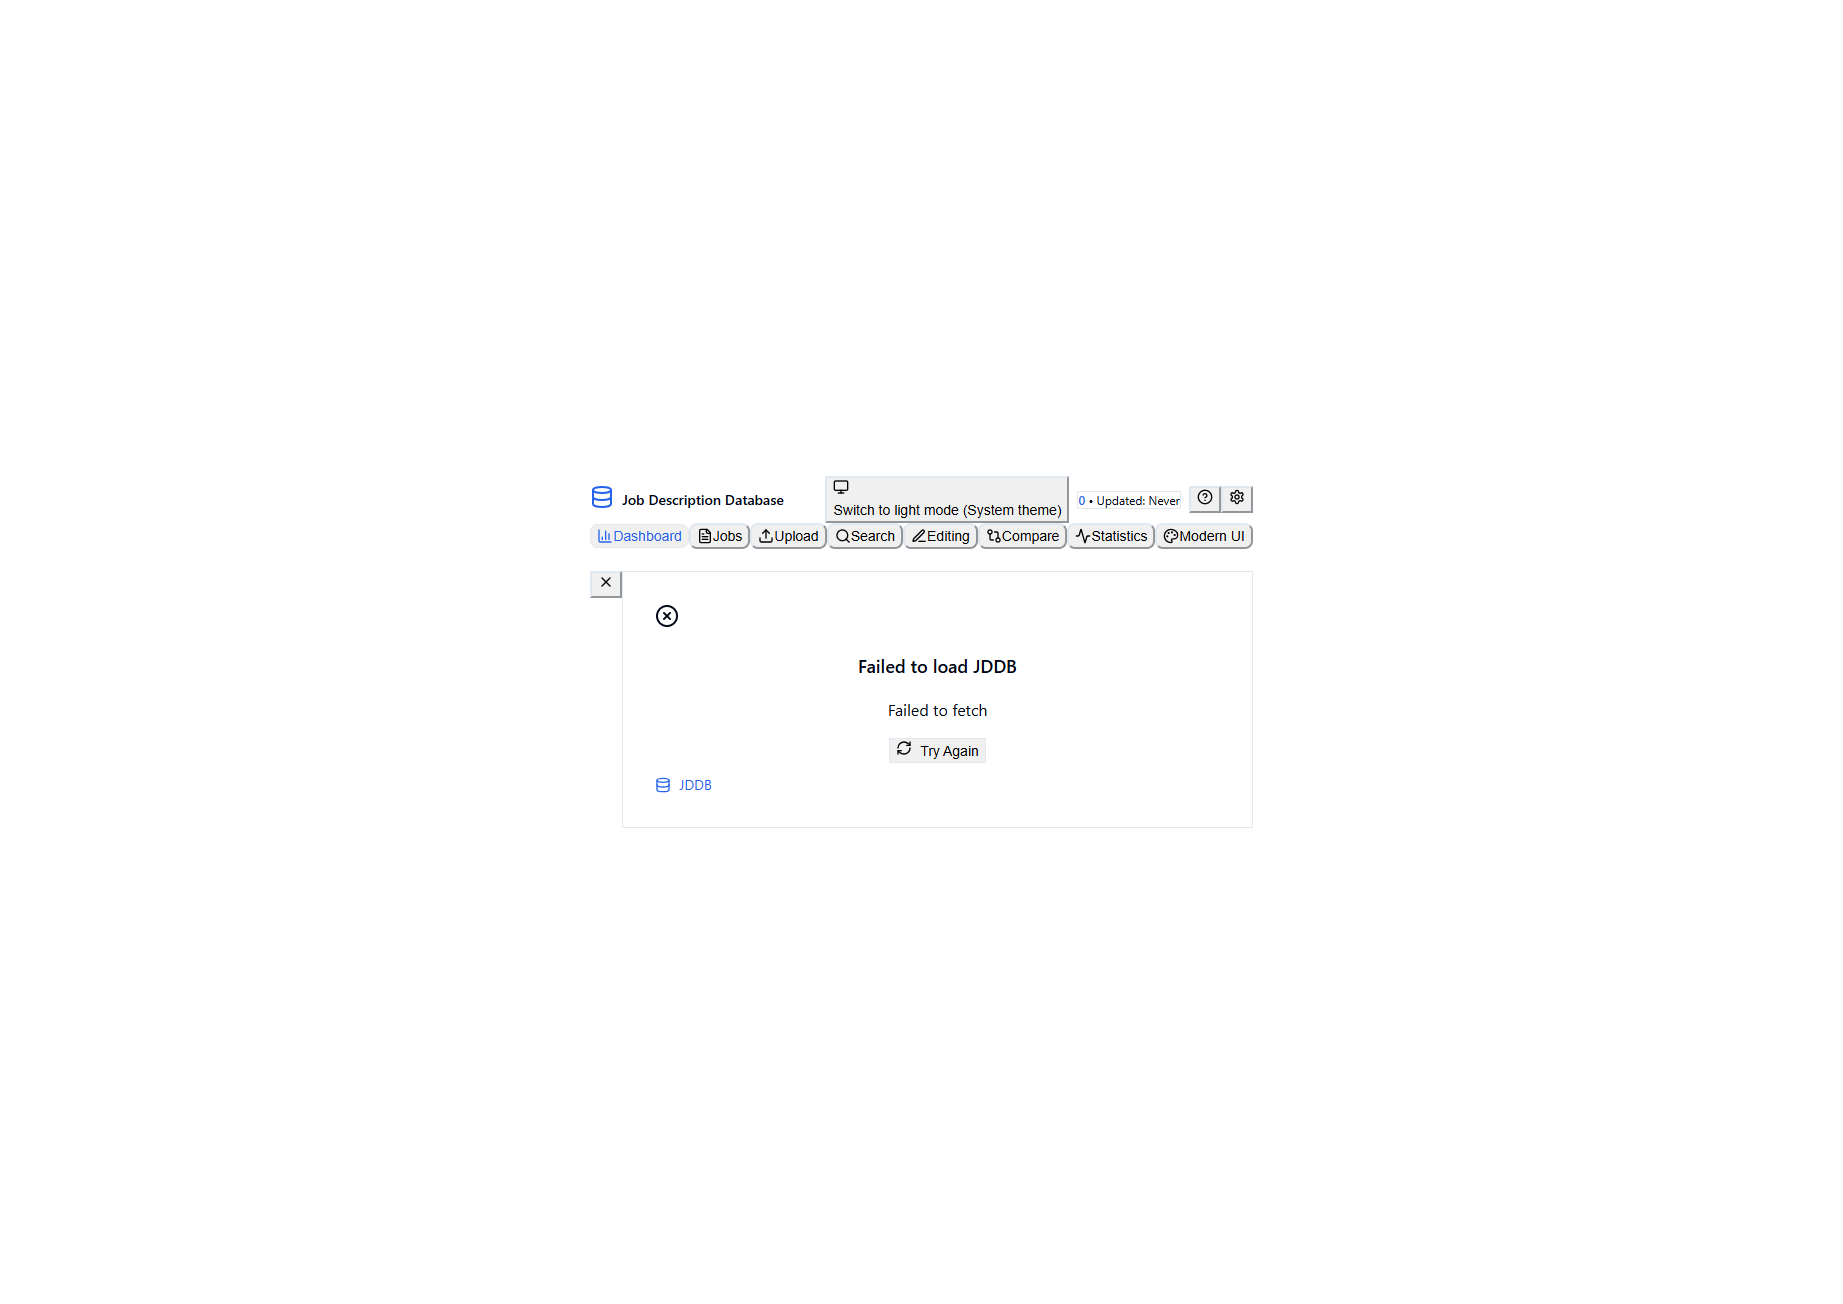 Job Description Database
Switch to light mode (System theme)
0 • Updated: Never
Dashboard Jobs Upload Search Editing Compare Statistics Modern UI
Failed to load JDDB
Failed to fetch
Try Again
JDDB